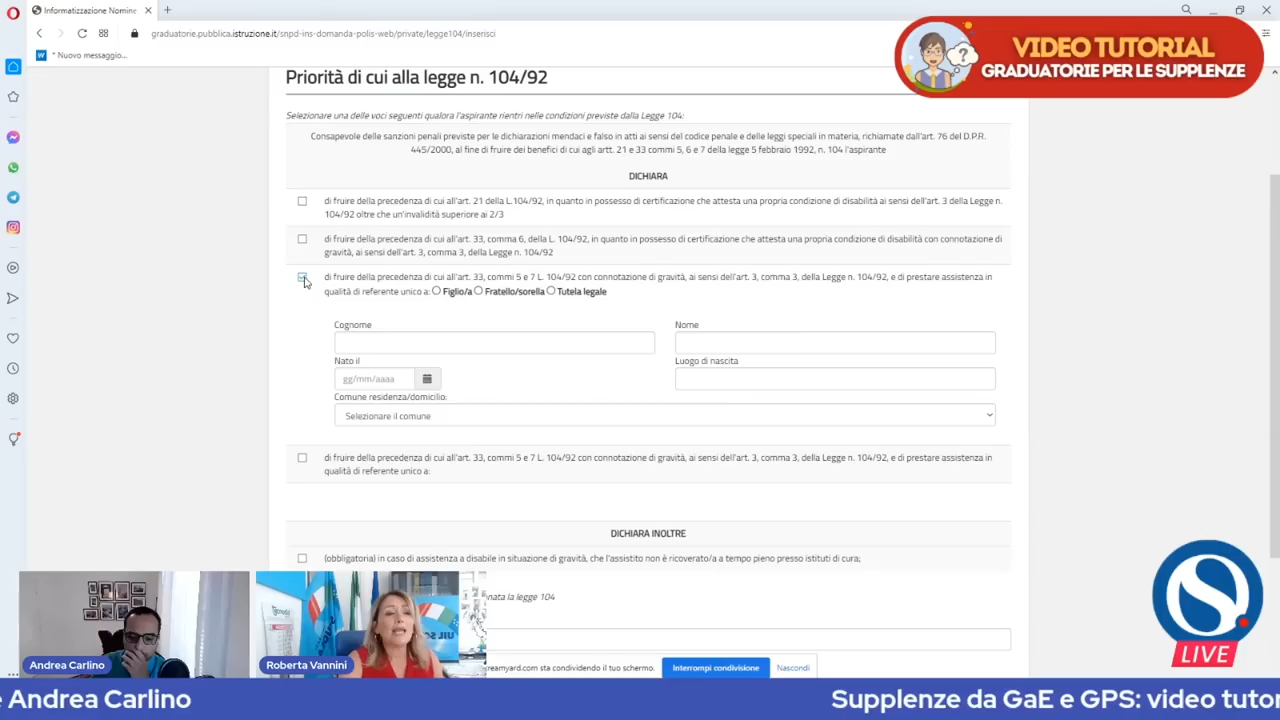 Informatizzazione Nomine
graduatorie.pubblica.istruzione.it/snpd-ins-domanda-polis-web/private/legge104/inserisci
* Nuovo messaggio...
VIDEO TUTORIAL
GRADUATORIE PER LE SUPPLENZE
Priorità di cui alla legge n. 104/92
Selezionare una delle voci seguenti qualora l'aspirante rientri nelle condizioni previste dalla Legge 104:
Consapevole delle sanzioni penali previste per le dichiarazioni mendaci e falso in atti ai sensi del codice penale e delle leggi speciali in materia, richiamate dall'art. 76 del D.P.R.
445/2000, al fine di fruire dei benefici di cui agli artt. 21 e 33 commi 5, 6 e 7 della legge 5 febbraio 1992, n. 104 l'aspirante
DICHIARA
di fruire della precedenza di cui all'art. 21 della L.104/92, in quanto in possesso di certificazione che attesta una propria condizione di disabilità ai sensi dell'art. 3 della Legge n.
104/92 oltre che un'invalidità superiore ai 2/3
di fruire della precedenza di cui all'art. 33, comma 6, della L. 104/92, in quanto in possesso di certificazione che attesta una propria condizione di disabilità con connotazione di
gravità, ai sensi dell'art. 3, comma 3, della Legge n. 104/92
di fruire della precedenza di cui all'art. 33, commi 5 e 7 L. 104/92 con connotazione di gravità, ai sensi dell'art. 3, comma 3, della Legge n. 104/92, e di prestare assistenza in
qualità di referente unico a: Figlio/a Fratello/sorella Tutela legale
Cognome
Nome
Nato il
Luogo di nascita
gg/mm/aaaa
Comune residenza/domicilio:
Selezionare il comune
di fruire della precedenza di cui all'art. 33, commi 5 e 7 L. 104/92 con connotazione di gravità, ai sensi dell'art. 3, comma 3, della Legge n. 104/92, e di prestare assistenza in
qualità di referente unico a:
DICHIARA INOLTRE
(obbligatorio) in caso di assistenza a disabile in situazione di gravità, che l'assistito non è ricoverato/a a tempo pieno presso istituti di cura;
nata la legge 104
Andrea Carlino
Roberta Vannini
UIL SC
reamyard.com sta condividendo il tuo schermo.
Interrompi condivisione
Nascondi
S
LIVE
e Andrea Carlino
Supplenze da GaE e GPS: video tutor